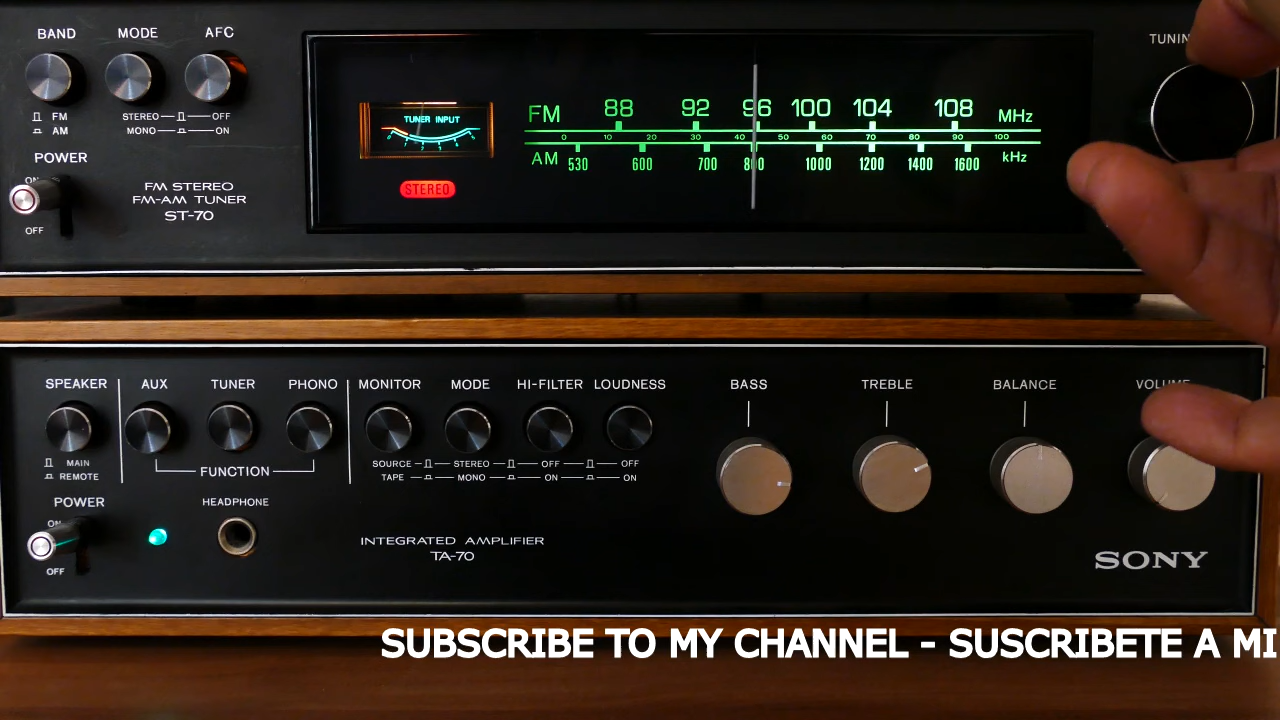 BAND MODE AFC
TUNIN
FM STEREO OFF
AM MONO ON
POWER
ON
OFF
FM STEREO
FM-AM TUNER
ST-70
TUNER INPUT
STEREO
FM 88 92 96 100 104 108 MHz
0 10 20 30 40 50 60 70 80 90 100
AM 530 600 700 800 1000 1200 1400 1600 kHz
SPEAKER AUX TUNER PHONO MONITOR MODE HI-FILTER LOUDNESS BASS TREBLE BALANCE VOLUME
MAIN SOURCE STEREO OFF OFF
REMOTE FUNCTION TAPE MONO ON ON
POWER HEADPHONE
ON
OFF
INTEGRATED AMPLIFIER
TA-70
SONY
SUBSCRIBE TO MY CHANNEL - SUSCRIBETE A MI